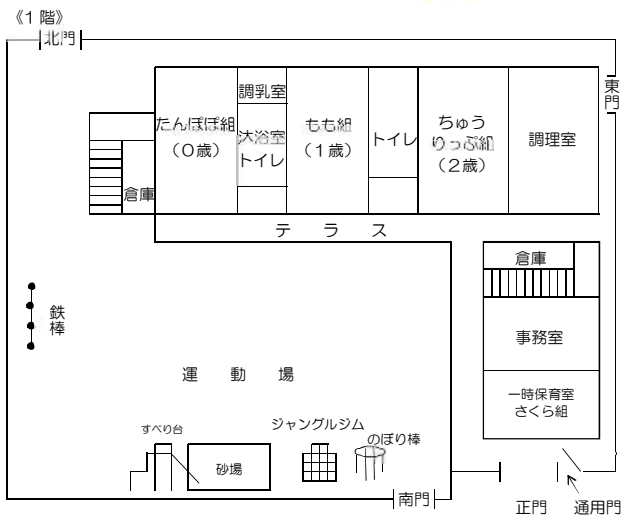 《1階》
北門
東門
調乳室
たんぽぽ組
(0歳)
沐浴室
トイレ
もも組
(1歳)
トイレ
ちゅう
りっぷ組
(2歳)
調理室
倉庫
テラス
倉庫
鉄棒
事務室
運動場
一時保育室
さくら組
すべり台
砂場
ジャングルジム
のぼり棒
南門
正門
通用門